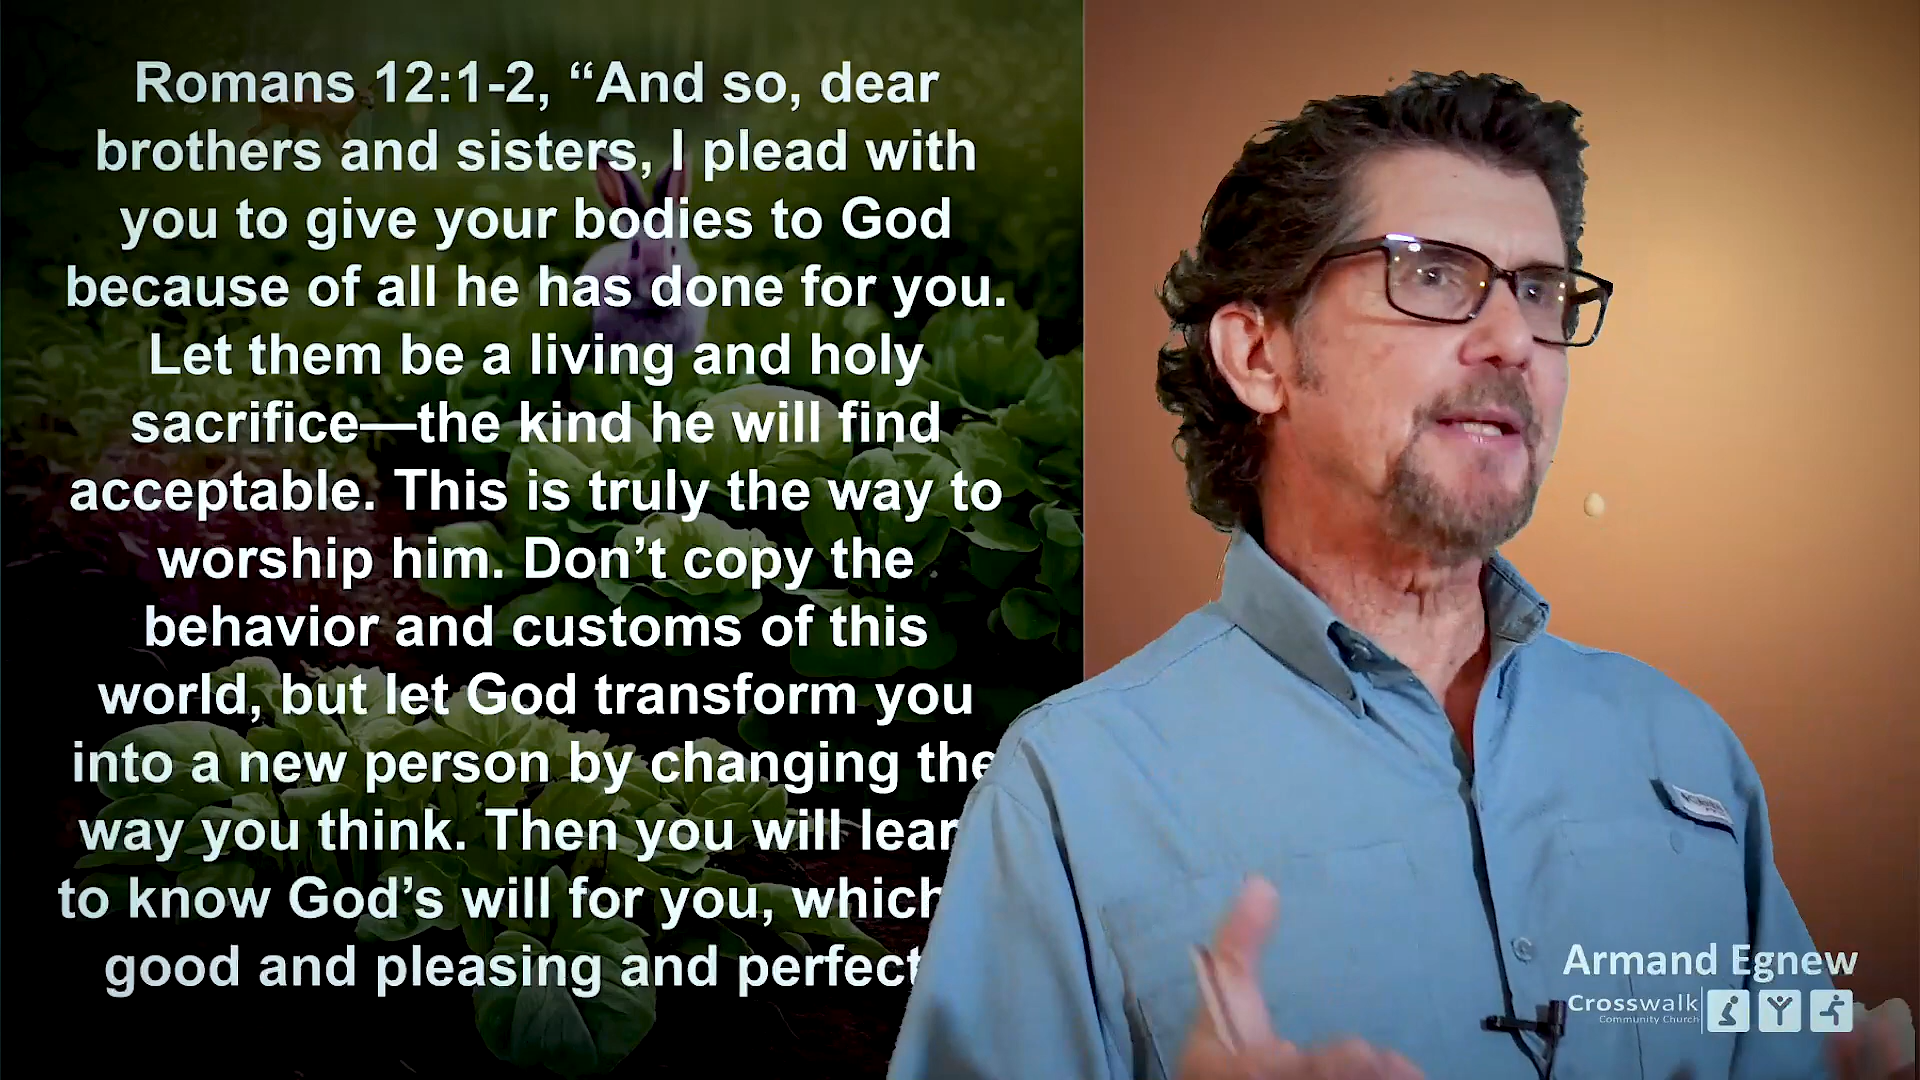 Romans 12:1-2, “And so, dear
brothers and sisters, I plead with
you to give your bodies to God
because of all he has done for you.
Let them be a living and holy
sacrifice—the kind he will find
acceptable. This is truly the way to
worship him. Don’t copy the
behavior and customs of this
world, but let God transform you
into a new person by changing the
way you think. Then you will lear
to know God’s will for you, which
good and pleasing and perfect
Armand Egnew
Crosswalk
Community Church